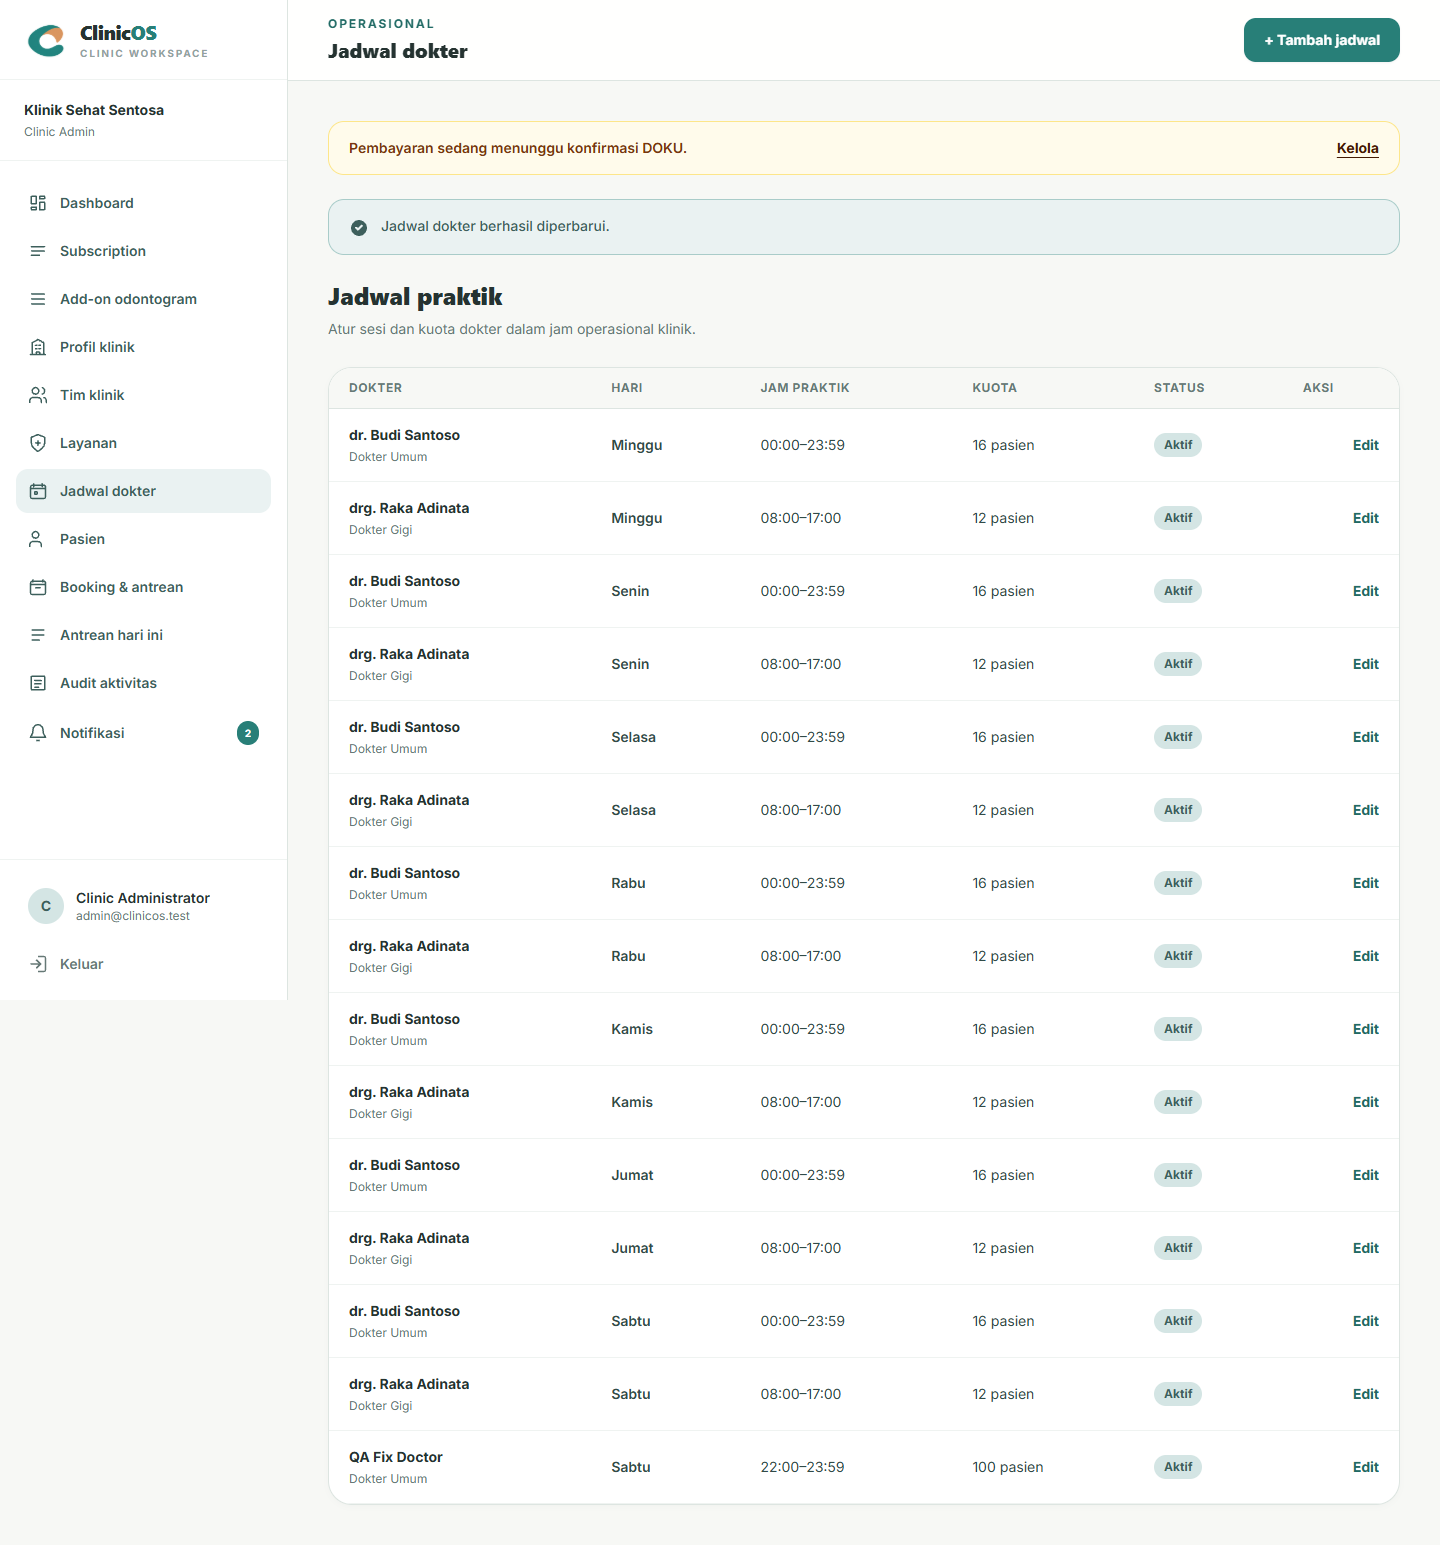 ClinicOS
CLINIC WORKSPACE
Klinik Sehat Sentosa
Clinic Admin
Dashboard
Subscription
Add-on odontogram
Profil klinik
Tim klinik
Layanan
Jadwal dokter
Pasien
Booking & antrean
Antrean hari ini
Audit aktivitas
Notifikasi 2
C
Clinic Administrator
admin@clinicos.test
Keluar
OPERASIONAL
Jadwal dokter
+ Tambah jadwal
Pembayaran sedang menunggu konfirmasi DOKU. Kelola
Jadwal dokter berhasil diperbarui.
Jadwal praktik
Atur sesi dan kuota dokter dalam jam operasional klinik.
DOKTER HARI JAM PRAKTIK KUOTA STATUS AKSI
dr. Budi Santoso
Dokter Umum
Minggu 00:00–23:59 16 pasien Aktif Edit
drg. Raka Adinata
Dokter Gigi
Minggu 08:00–17:00 12 pasien Aktif Edit
dr. Budi Santoso
Dokter Umum
Senin 00:00–23:59 16 pasien Aktif Edit
drg. Raka Adinata
Dokter Gigi
Senin 08:00–17:00 12 pasien Aktif Edit
dr. Budi Santoso
Dokter Umum
Selasa 00:00–23:59 16 pasien Aktif Edit
drg. Raka Adinata
Dokter Gigi
Selasa 08:00–17:00 12 pasien Aktif Edit
dr. Budi Santoso
Dokter Umum
Rabu 00:00–23:59 16 pasien Aktif Edit
drg. Raka Adinata
Dokter Gigi
Rabu 08:00–17:00 12 pasien Aktif Edit
dr. Budi Santoso
Dokter Umum
Kamis 00:00–23:59 16 pasien Aktif Edit
drg. Raka Adinata
Dokter Gigi
Kamis 08:00–17:00 12 pasien Aktif Edit
dr. Budi Santoso
Dokter Umum
Jumat 00:00–23:59 16 pasien Aktif Edit
drg. Raka Adinata
Dokter Gigi
Jumat 08:00–17:00 12 pasien Aktif Edit
dr. Budi Santoso
Dokter Umum
Sabtu 00:00–23:59 16 pasien Aktif Edit
drg. Raka Adinata
Dokter Gigi
Sabtu 08:00–17:00 12 pasien Aktif Edit
QA Fix Doctor
Dokter Umum
Sabtu 22:00–23:59 100 pasien Aktif Edit